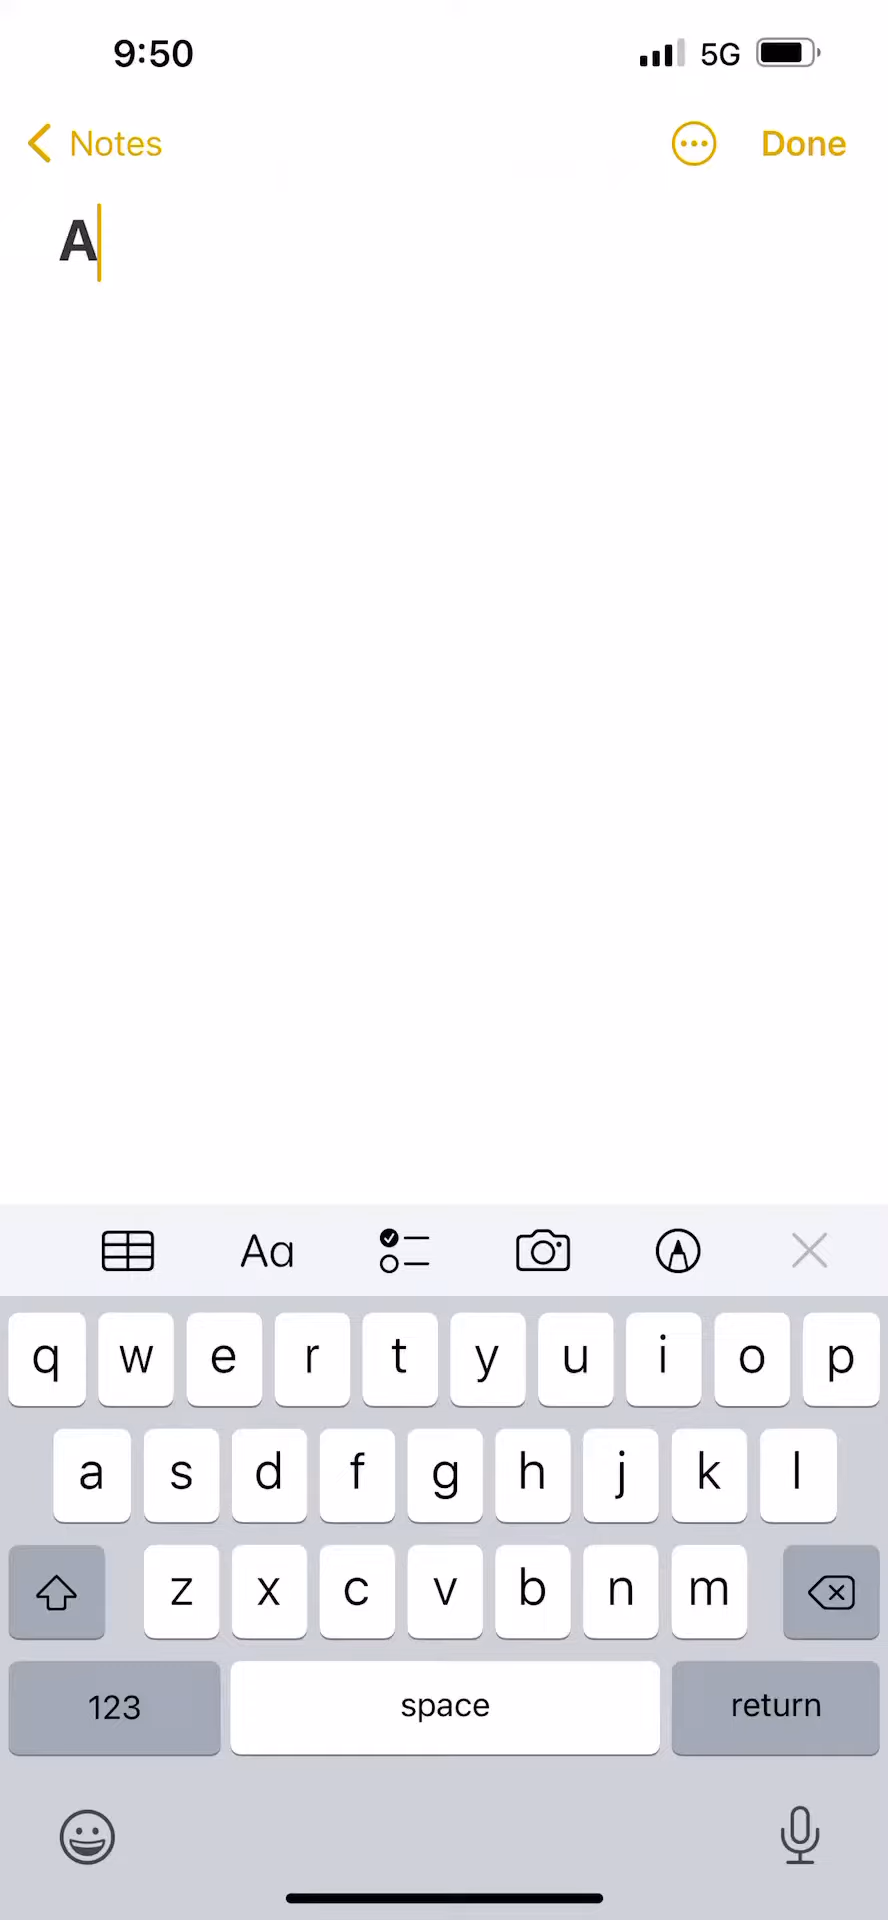 9:50 5G
Notes Done
A
Aa
q w e r t y u i o p
a s d f g h j k l
z x c v b n m
123 space return